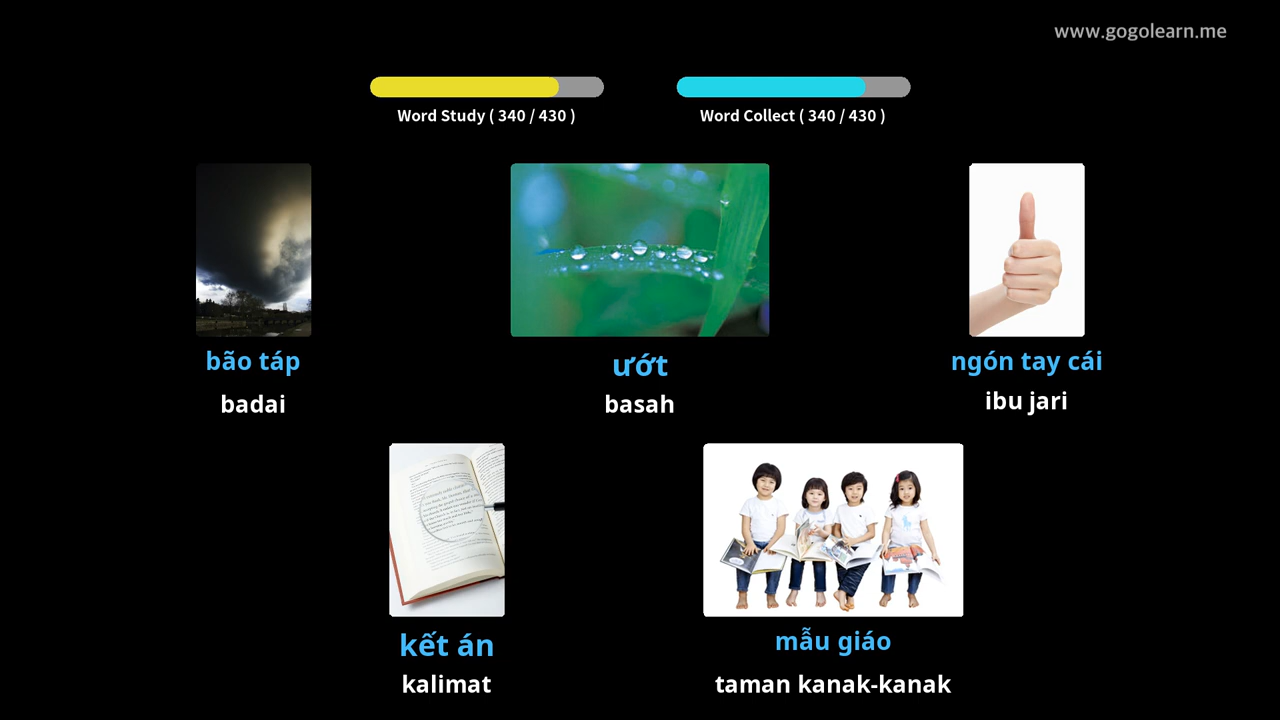 www.gogolearn.me
Word Study ( 340 / 430 )
Word Collect ( 340 / 430 )
bão táp
badai
ướt
basah
ngón tay cái
ibu jari
kết án
kalimat
mẫu giáo
taman kanak-kanak